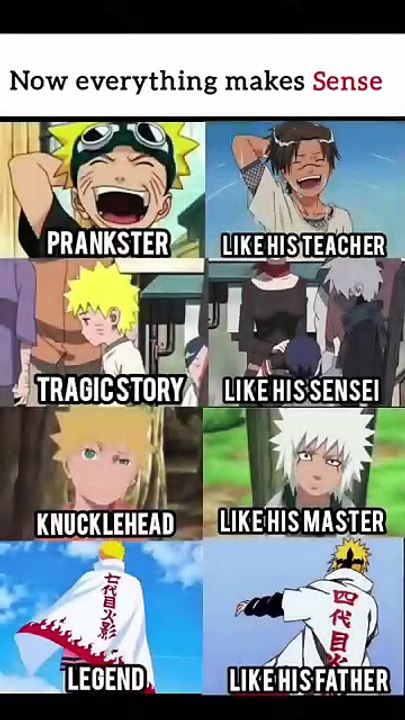 Now everything makes Sense
PRANKSTER
LIKE HIS TEACHER
TRAGIC STORY
LIKE HIS SENSEI
KNUCKLEHEAD
LIKE HIS MASTER
七代目火影
LEGEND
四代目火
LIKE HIS FATHER